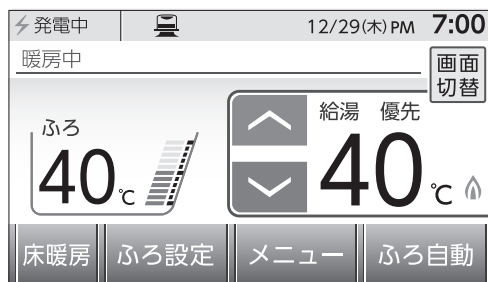 発電中 12/29(木) PM 7:00
暖房中
画面
切替
ふろ
40℃
給湯 優先
40℃
床暖房 ふろ設定 メニュー ふろ自動